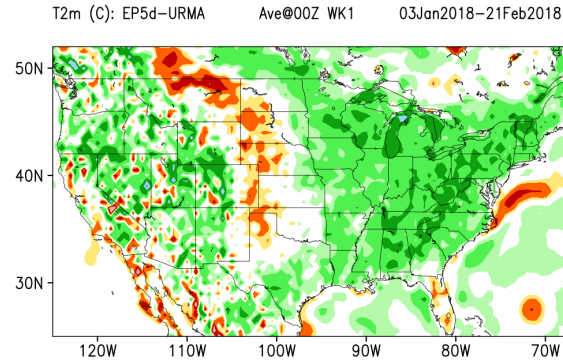 T2m (C): EP5d-URMA Ave@00Z WK1 03Jan2018-21Feb2018
50N
40N
30N
120W 110W 100W 90W 80W 70W